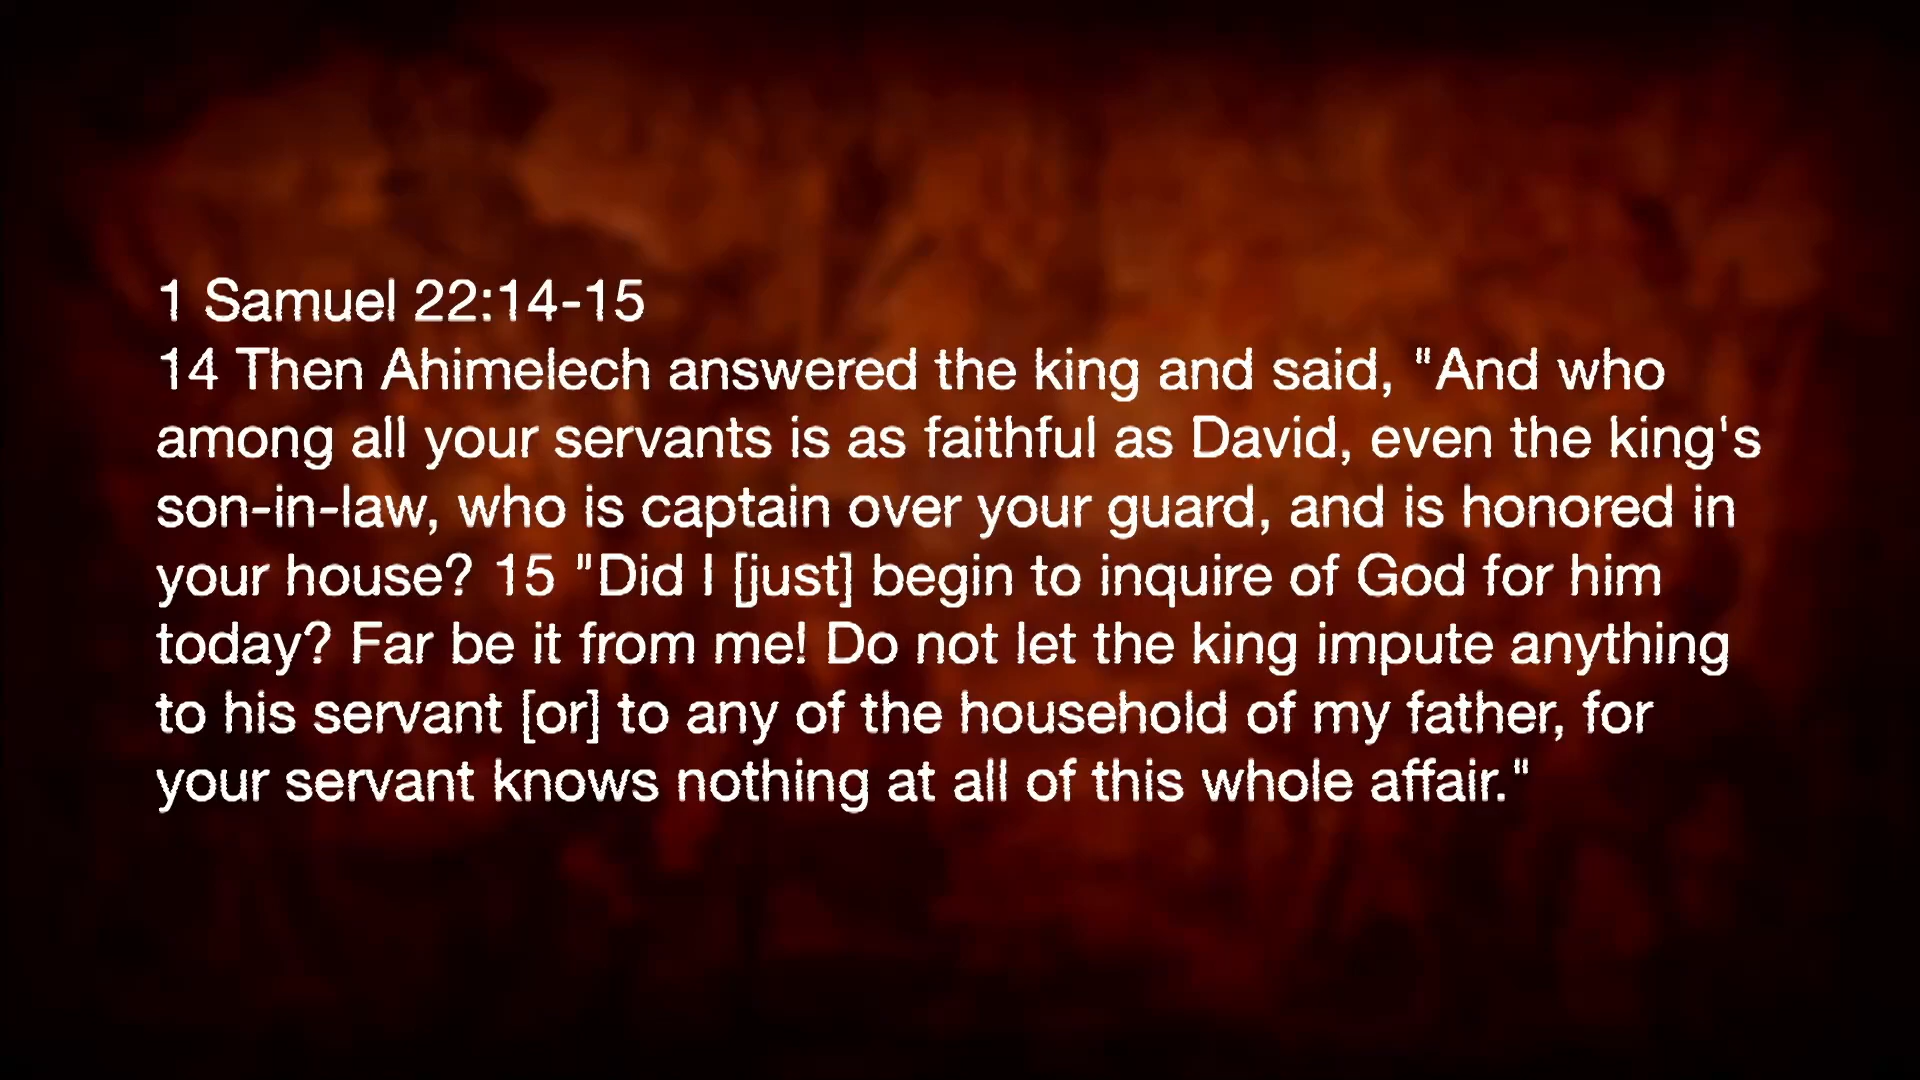 1 Samuel 22:14-15
14 Then Ahimelech answered the king and said, "And who
among all your servants is as faithful as David, even the king's
son-in-law, who is captain over your guard, and is honored in
your house? 15 "Did I [just] begin to inquire of God for him
today? Far be it from me! Do not let the king impute anything
to his servant [or] to any of the household of my father, for
your servant knows nothing at all of this whole affair."